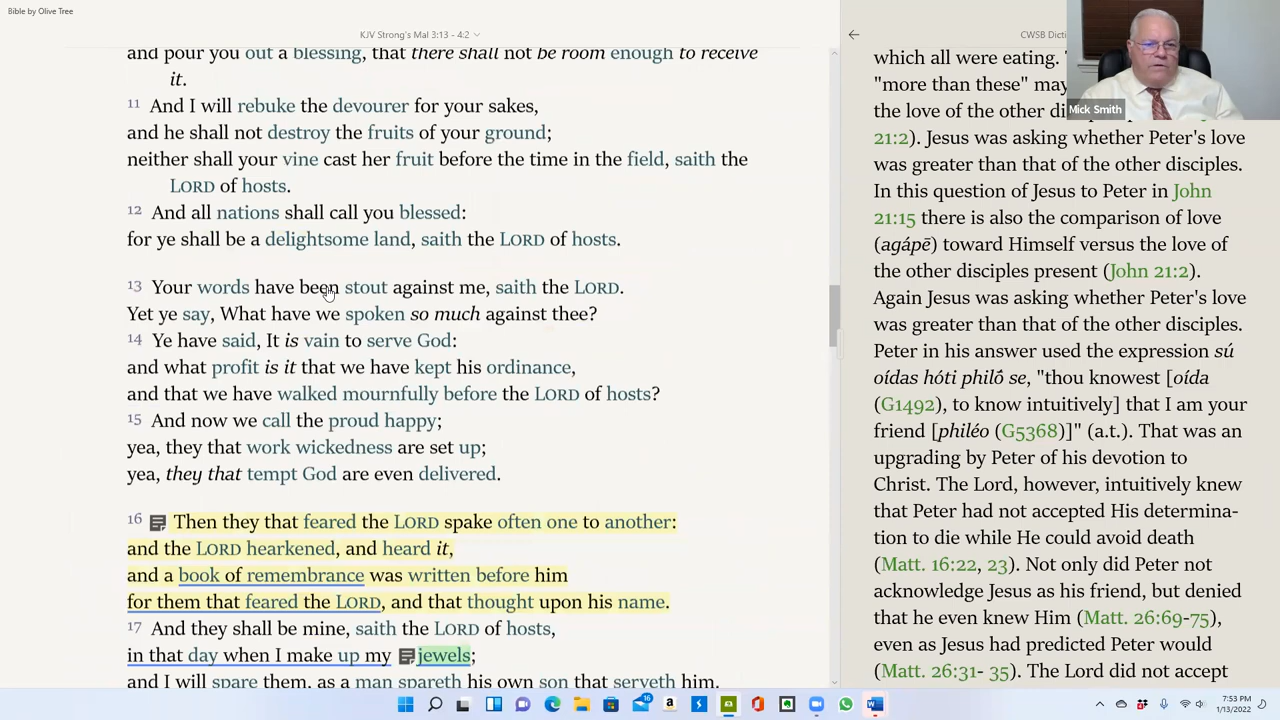 Bible by Olive Tree
KJV Strong's Mal 3:13 - 4:2
and pour you out a blessing, that there shall not be room enough to receive
it.
11 And I will rebuke the devourer for your sakes,
and he shall not destroy the fruits of your ground;
neither shall your vine cast her fruit before the time in the field, saith the
LORD of hosts.
12 And all nations shall call you blessed:
for ye shall be a delightsome land, saith the LORD of hosts.
13 Your words have been stout against me, saith the LORD.
Yet ye say, What have we spoken so much against thee?
14 Ye have said, It is vain to serve God:
and what profit is it that we have kept his ordinance,
and that we have walked mournfully before the LORD of hosts?
15 And now we call the proud happy;
yea, they that work wickedness are set up;
yea, they that tempt God are even delivered.
16 Then they that feared the LORD spake often one to another:
and the LORD hearkened, and heard it,
and a book of remembrance was written before him
for them that feared the LORD, and that thought upon his name.
17 And they shall be mine, saith the LORD of hosts,
in that day when I make up my jewels;
and I will spare them, as a man spareth his own son that serveth him.
CWSB
which all were eating.
"more than these" may
the love of the other
21:2). Jesus was asking whether Peter's love
was greater than that of the other disciples.
In this question of Jesus to Peter in John
21:15 there is also the comparison of love
(agápē) toward Himself versus the love of
the other disciples present (John 21:2).
Again Jesus was asking whether Peter's love
was greater than that of the other disciples.
Peter in his answer used the expression sú
oídas hóti philṓ se, "thou knowest [oída
(G1492), to know intuitively] that I am your
friend [philéo (G5368)]" (a.t.). That was an
upgrading by Peter of his devotion to
Christ. The Lord, however, intuitively knew
that Peter had not accepted His determina-
tion to die while He could avoid death
(Matt. 16:22, 23). Not only did Peter not
acknowledge Jesus as his friend, but denied
that he even knew Him (Matt. 26:69-75),
even as Jesus had predicted Peter would
(Matt. 26:31- 35). The Lord did not accept
Mick Smith
16
7:53 PM
1/13/2022